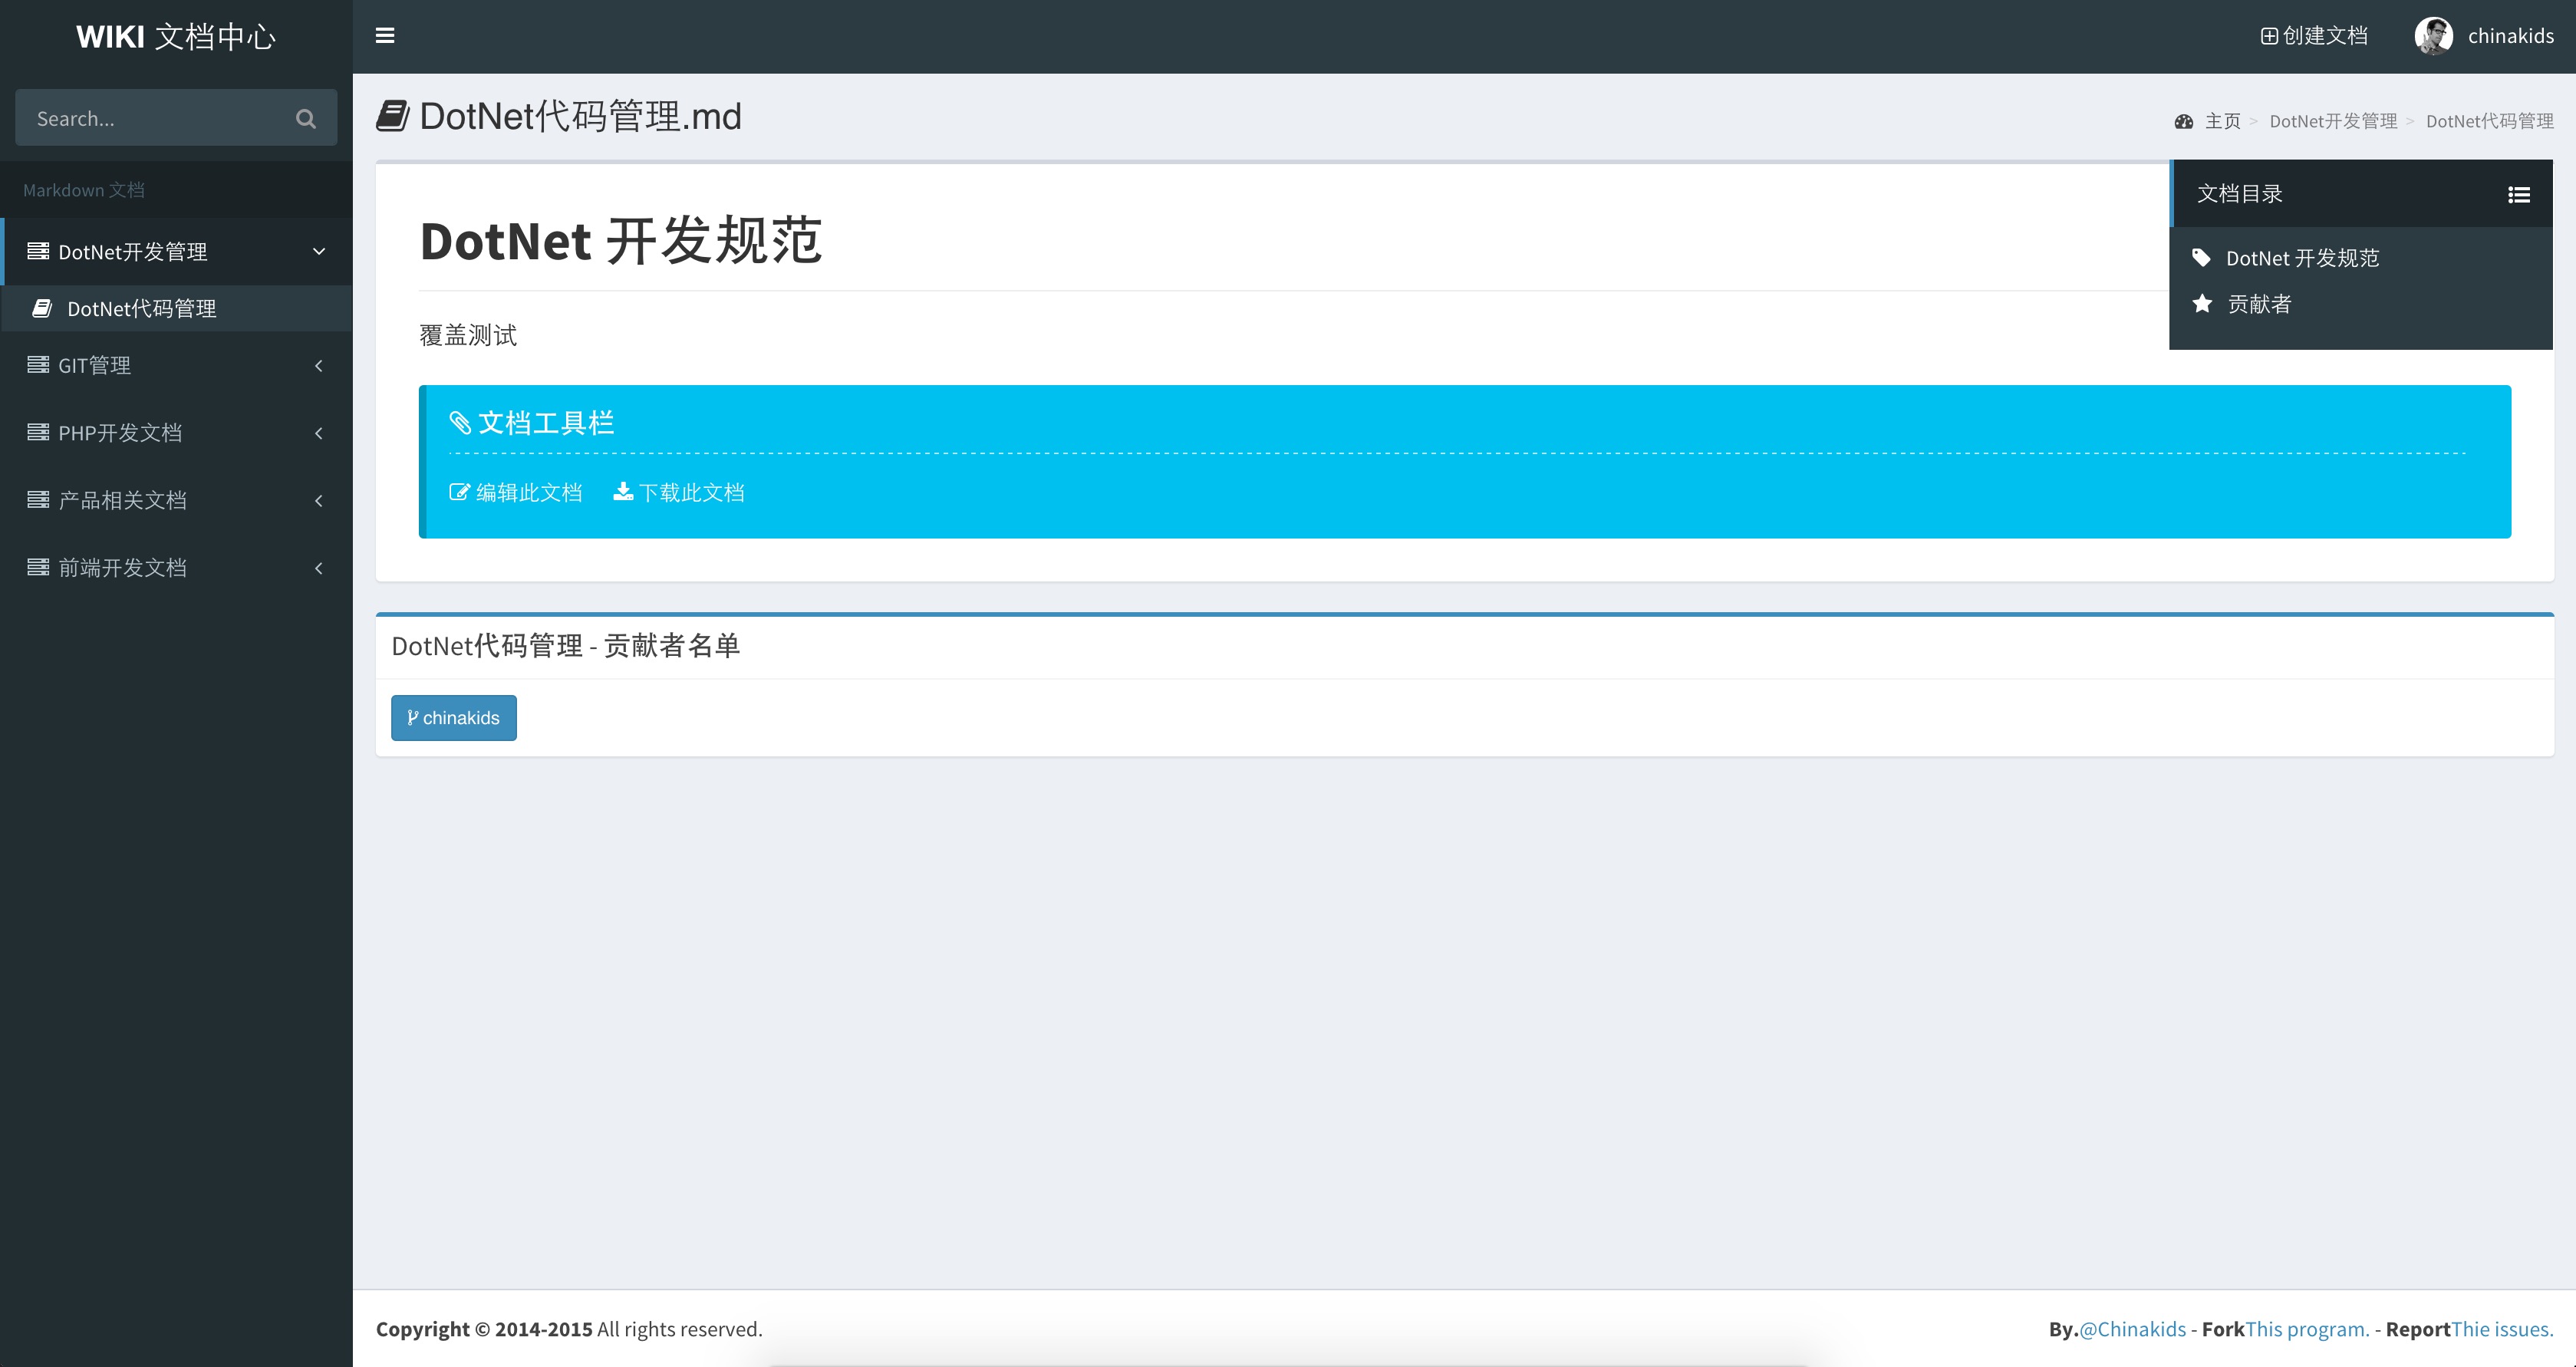 WIKI 文档中心
创建文档
chinakids
Search...
Markdown 文档
DotNet开发管理
DotNet代码管理
GIT管理
PHP开发文档
产品相关文档
前端开发文档
DotNet代码管理.md
主页 > DotNet开发管理 > DotNet代码管理
DotNet 开发规范
覆盖测试
文档工具栏
编辑此文档 下载此文档
文档目录
DotNet 开发规范
贡献者
DotNet代码管理 - 贡献者名单
chinakids
Copyright © 2014-2015 All rights reserved.
By.@Chinakids - ForkThis program. - ReportThie issues.